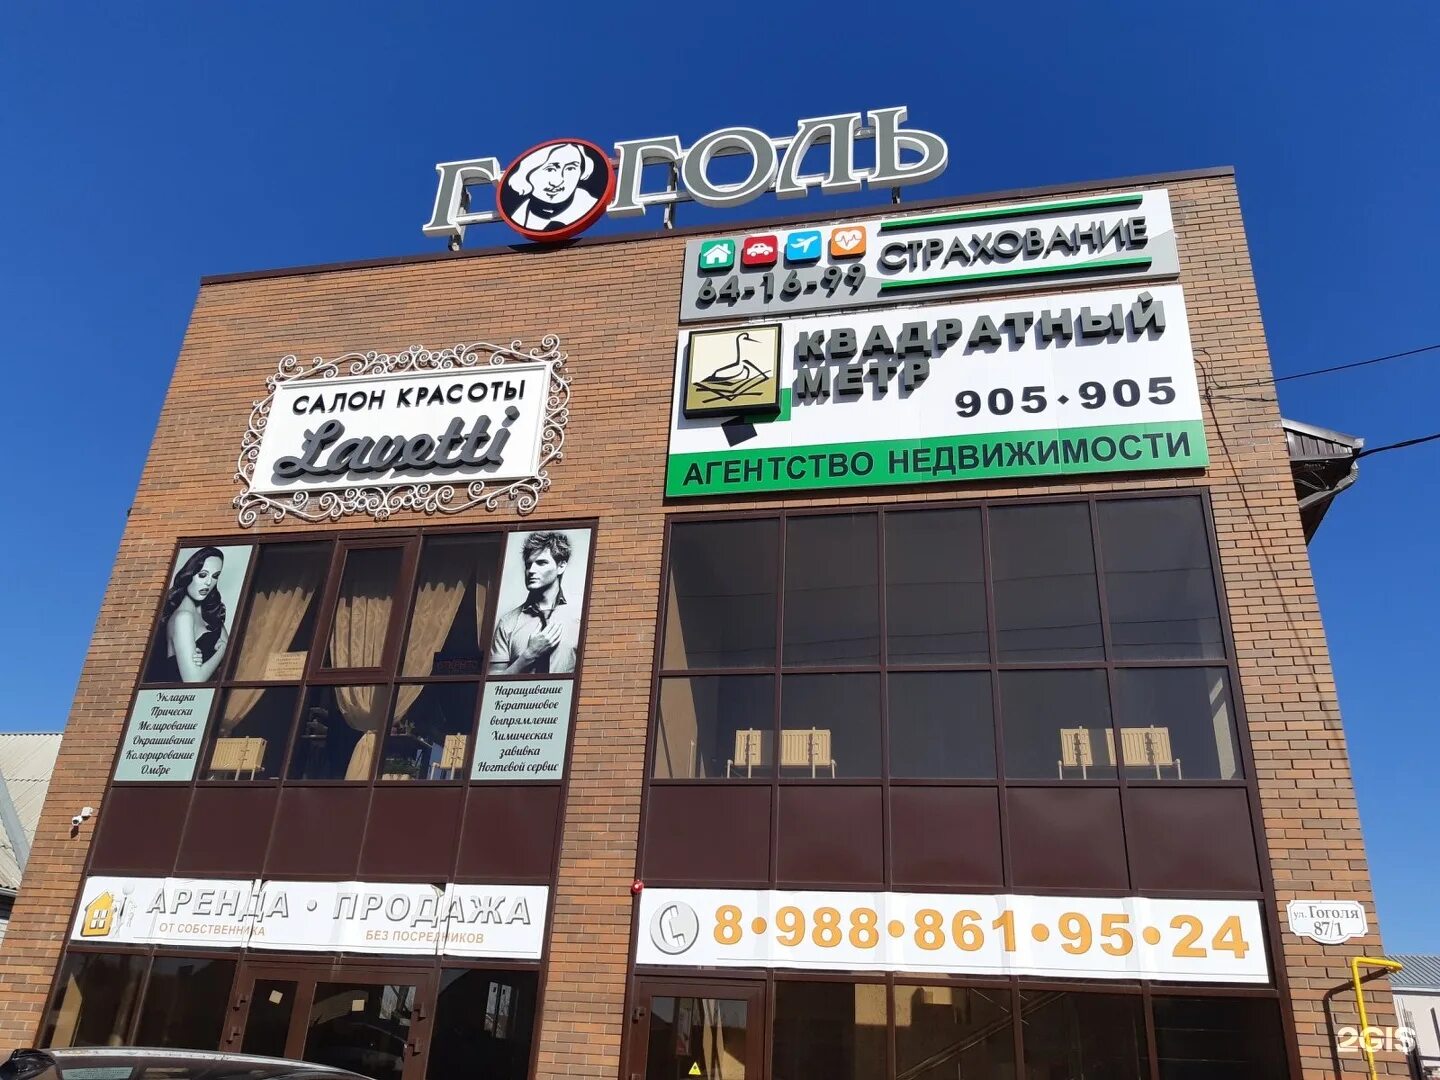 ГОГОЛЬ
СТРАХОВАНИЕ
64-16-99
КВАДРАТНЫЙ
МЕТР
905·905
АГЕНТСТВО НЕДВИЖИМОСТИ
САЛОН КРАСОТЫ
Lavetti
ОТКРЫТО
Укладки
Прически
Мелирование
Окрашивание
Колорирование
Омбре
Наращивание
Кератиновое
выпрямление
Химическая
завивка
Ногтевой сервис
АРЕНДА · ПРОДАЖА
ОТ СОБСТВЕННИКА
БЕЗ ПОСРЕДНИКОВ
8·988·861·95·24
ул. Гоголя
87/1
2GIS